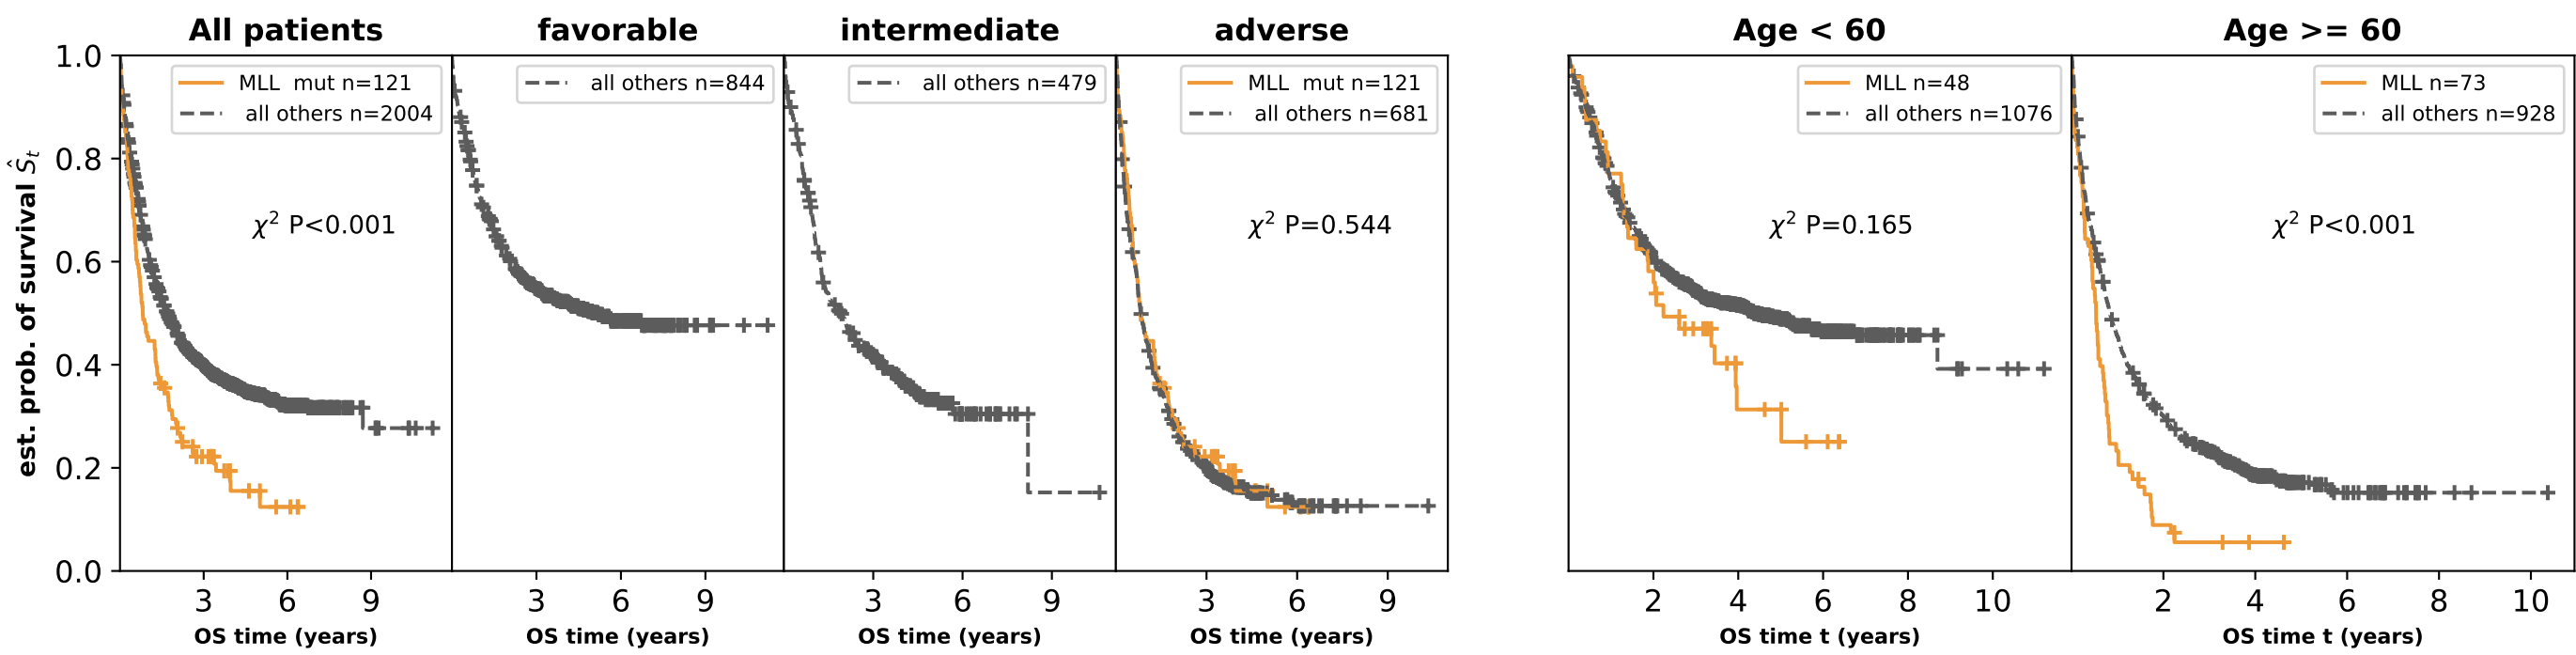 All patients
favorable
intermediate
adverse
Age < 60
Age >= 60
est. prob. of survival Ŝt
1.0
0.8
0.6
0.4
0.2
0.0
MLL  mut n=121
all others n=2004
χ² P<0.001
3 6 9
OS time (years)
all others n=844
3 6 9
OS time (years)
all others n=479
3 6 9
OS time (years)
MLL  mut n=121
all others n=681
χ² P=0.544
3 6 9
OS time (years)
MLL n=48
all others n=1076
χ² P=0.165
2 4 6 8 10
OS time t (years)
MLL n=73
all others n=928
χ² P<0.001
2 4 6 8 10
OS time t (years)